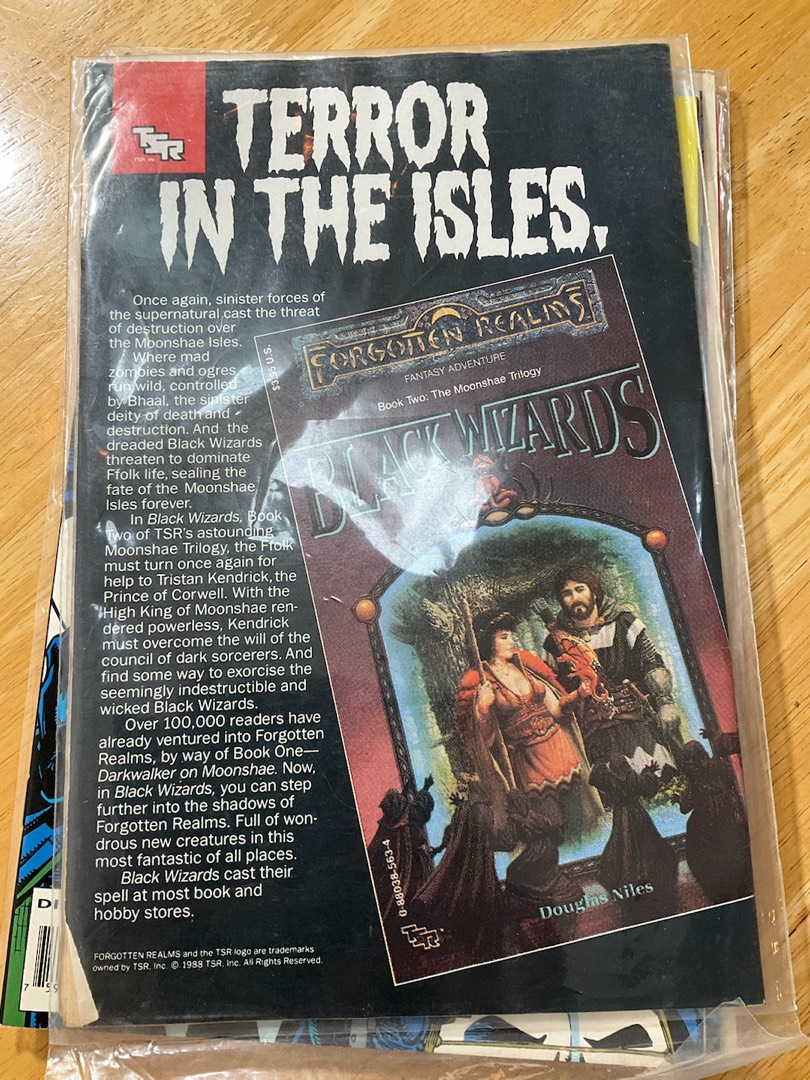 TSR
TSR, Inc.
TERROR
IN THE ISLES.
Once again, sinister forces of
the supernatural cast the threat
of destruction over
the Moonshae Isles.
Where mad
zombies and ogres
run wild, controlled
by Bhaal, the sinister
deity of death and
destruction. And the
dreaded Black Wizards
threaten to dominate
Ffolk life, sealing the
fate of the Moonshae
Isles forever.
In Black Wizards, Book
Two of TSR's astounding
Moonshae Trilogy, the Ffolk
must turn once again for
help to Tristan Kendrick, the
Prince of Corwell. With the
High King of Moonshae ren-
dered powerless, Kendrick
must overcome the will of the
council of dark sorcerers. And
find some way to exorcise the
seemingly indestructible and
wicked Black Wizards.
Over 100,000 readers have
already ventured into Forgotten
Realms, by way of Book One—
Darkwalker on Moonshae. Now,
in Black Wizards, you can step
further into the shadows of
Forgotten Realms. Full of won-
drous new creatures in this
most fantastic of all places.
Black Wizards cast their
spell at most book and
hobby stores.
FORGOTTEN REALMS and the TSR logo are trademarks
owned by TSR, Inc. © 1988 TSR, Inc. All Rights Reserved.
$3.95 U.S.
FORGOTTEN REALMS
FANTASY ADVENTURE
Book Two: The Moonshae Trilogy
BLACK WIZARDS
0-88038-563-4
TSR
Douglas Niles
DI
7 59